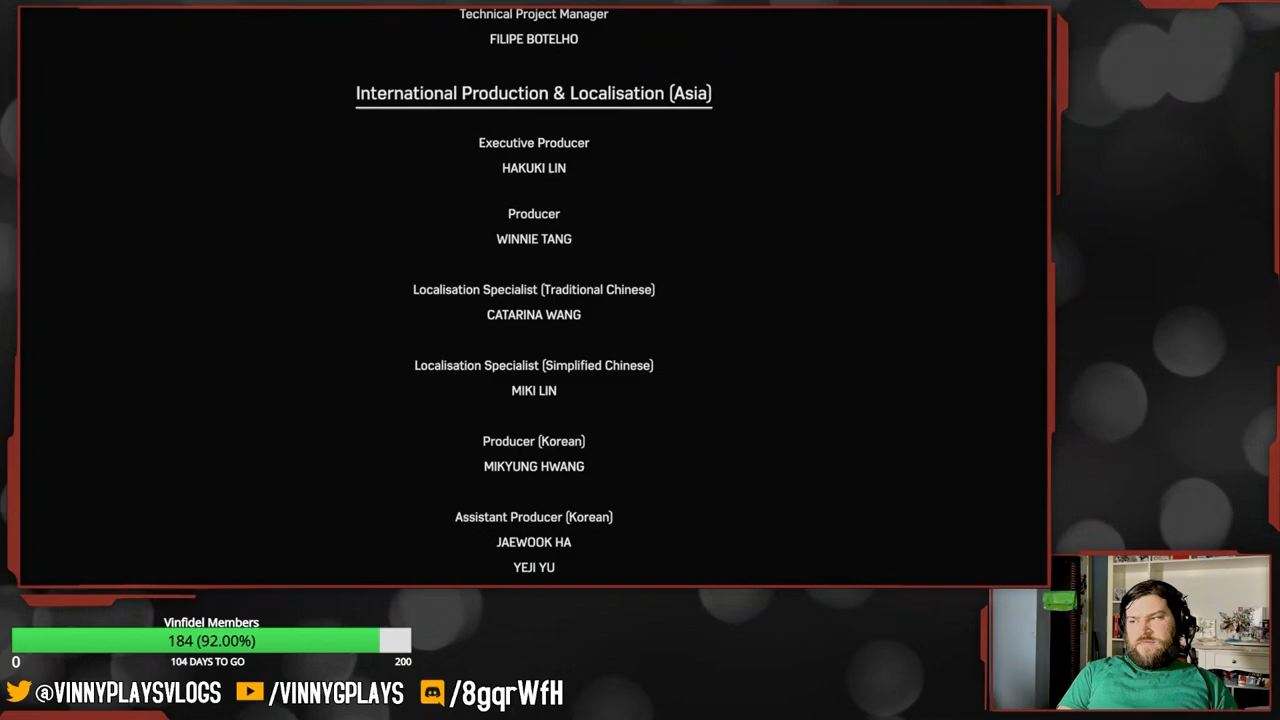 Technical Project Manager
FILIPE BOTELHO
International Production & Localisation (Asia)
Executive Producer
HAKUKI LIN
Producer
WINNIE TANG
Localisation Specialist (Traditional Chinese)
CATARINA WANG
Localisation Specialist (Simplified Chinese)
MIKI LIN
Producer (Korean)
MIKYUNG HWANG
Assistant Producer (Korean)
JAEWOOK HA
YEJI YU
Vinfidel Members
184 (92.00%)
0 104 DAYS TO GO 200
@VINNYPLAYSVLOGS /VINNYGPLAYS /8gqrWfH